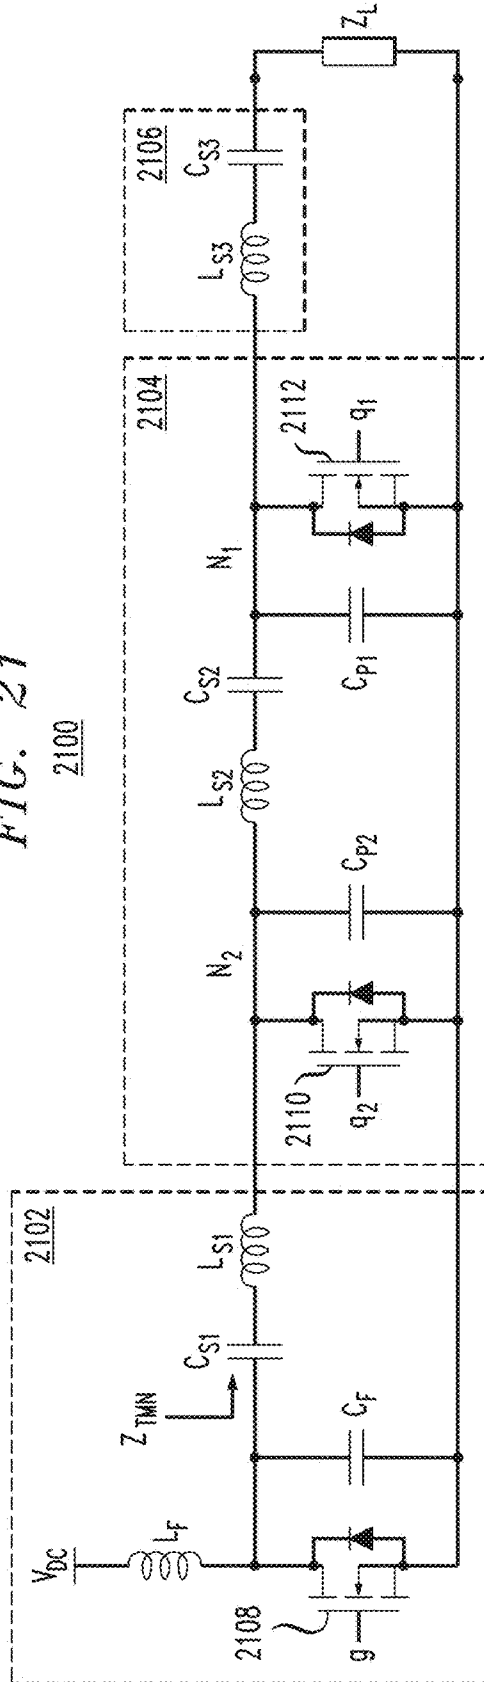 FIG. 21
2100
2102
V_DC
L_F
Z_TMN
C_S1
L_S1
2108
g
C_F
2104
N_2
L_S2
C_S2
N_1
2110
q_2
C_P2
C_P1
2112
q_1
2106
L_S3
C_S3
Z_L